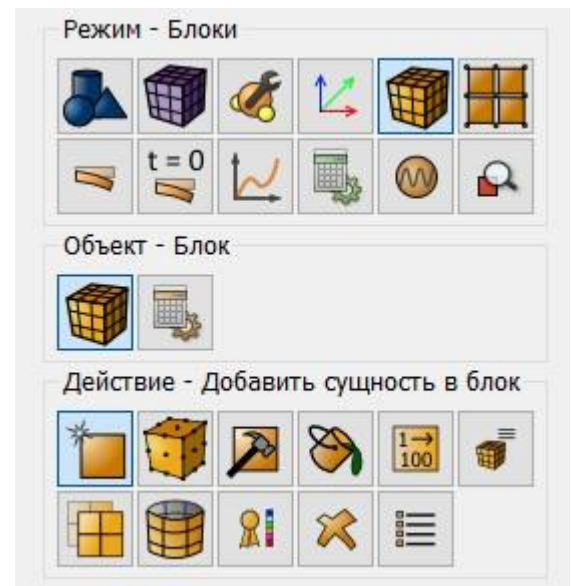 Режим - Блоки
t = 0
Объект - Блок
Действие - Добавить сущность в блок
1→
100